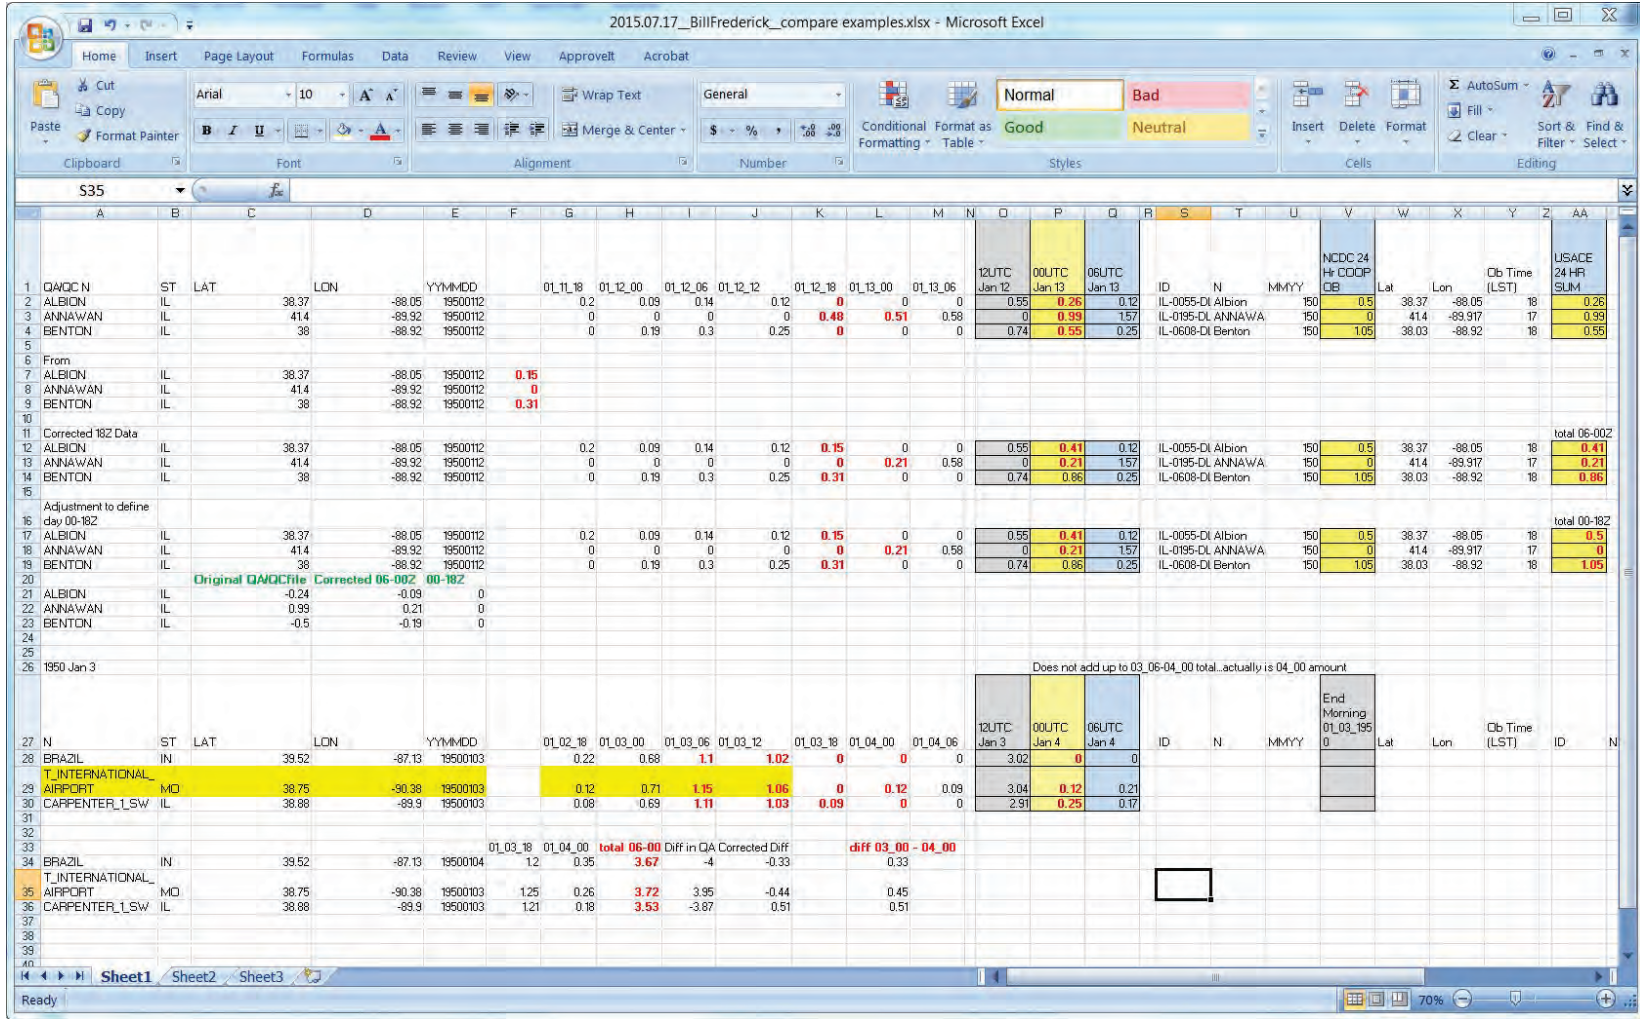 2015.07.17__BillFrederick__compare examples.xlsx - Microsoft Excel
Home Insert Page Layout Formulas Data Review View ApproveIt Acrobat
Paste Cut Copy Format Painter Clipboard
Arial 10 B I U Font
Wrap Text Merge & Center Alignment
General $ % , Number
Conditional Formatting Format as Table Normal Bad Good Neutral Styles
Insert Delete Format Cells
Σ AutoSum Fill Clear Sort & Filter Find & Select Editing
S35 fx
A B C D E F G H I J K L M N O P Q R S T U V W X Y Z AA
1 QA/QC N ST LAT LON YYMMDD 01_11_18 01_12_00 01_12_06 01_12_12 01_12_18 01_13_00 01_13_06 12UTC Jan 12 00UTC Jan 13 06UTC Jan 13 ID N MMYY NCDC 24 Hr COOP OB Lat Lon Ob Time (LST) USACE 24 HR SUM
2 ALBION IL 38.37 -88.05 19500112 0.2 0.09 0.14 0.12 0 0 0 0.55 0.26 0.12 IL-0055-DL Albion 150 0.5 38.37 -88.05 18 0.26
3 ANNAWAN IL 41.4 -89.92 19500112 0 0 0 0 0.48 0.51 0.58 0 0.99 1.57 IL-0195-DL ANNAWA 150 0 41.4 -89.917 17 0.99
4 BENTON IL 38 -88.92 19500112 0 0.19 0.3 0.25 0 0 0 0.74 0.55 0.25 IL-0608-DL Benton 150 1.05 38.03 -88.92 18 0.55
5
6 From
7 ALBION IL 38.37 -88.05 19500112 0.15
8 ANNAWAN IL 41.4 -89.92 19500112 0
9 BENTON IL 38 -88.92 19500112 0.31
10
11 Corrected 18Z Data total 06-00Z
12 ALBION IL 38.37 -88.05 19500112 0.2 0.09 0.14 0.12 0.15 0 0 0.55 0.41 0.12 IL-0055-DL Albion 150 0.5 38.37 -88.05 18 0.41
13 ANNAWAN IL 41.4 -89.92 19500112 0 0 0 0 0 0.21 0.58 0 0.21 1.57 IL-0195-DL ANNAWA 150 0 41.4 -89.917 17 0.21
14 BENTON IL 38 -88.92 19500112 0 0.19 0.3 0.25 0.31 0 0 0.74 0.86 0.25 IL-0608-DL Benton 150 1.05 38.03 -88.92 18 0.86
15
16 Adjustment to define day 00-18Z total 00-18Z
17 ALBION IL 38.37 -88.05 19500112 0.2 0.09 0.14 0.12 0.15 0 0 0.55 0.41 0.12 IL-0055-DL Albion 150 0.5 38.37 -88.05 18 0.5
18 ANNAWAN IL 41.4 -89.92 19500112 0 0 0 0 0 0.21 0.58 0 0.21 1.57 IL-0195-DL ANNAWA 150 0 41.4 -89.917 17 0
19 BENTON IL 38 -88.92 19500112 0 0.19 0.3 0.25 0.31 0 0 0.74 0.86 0.25 IL-0608-DL Benton 150 1.05 38.03 -88.92 18 1.05
20 Original QA/QCfile Corrected 06-00Z 00-18Z
21 ALBION IL -0.24 -0.09 0
22 ANNAWAN IL 0.99 0.21 0
23 BENTON IL -0.5 -0.19 0
24
25
26 1950 Jan 3 Does not add up to 03_06-04_00 total...actually is 04_00 amount
27 N ST LAT LON YYMMDD 01_02_18 01_03_00 01_03_06 01_03_12 01_03_18 01_04_00 01_04_06 12UTC Jan 3 00UTC Jan 4 06UTC Jan 4 ID N MMYY End Morning 01_03_195 0 Lat Lon Ob Time (LST) ID N
28 BRAZIL IN 39.52 -87.13 19500103 0.22 0.68 1.1 1.02 0 0 0 3.02 0 0
29 T_INTERNATIONAL_ AIRPORT MO 38.75 -90.38 19500103 0.12 0.71 1.15 1.06 0 0.12 0.09 3.04 0.12 0.21
30 CARPENTER_1_SW IL 38.88 -89.9 19500103 0.08 0.69 1.11 1.03 0.09 0 0 2.91 0.25 0.17
31
32
33 01_03_18 01_04_00 total 06-00 Diff in QA Corrected Diff diff 03_00 - 04_00
34 BRAZIL IN 39.52 -87.13 19500104 1.2 0.35 3.67 -4 -0.33 0.33
35 T_INTERNATIONAL_ AIRPORT MO 38.75 -90.38 19500103 1.25 0.26 3.72 3.95 -0.44 0.45
36 CARPENTER_1_SW IL 38.88 -89.9 19500103 1.21 0.18 3.53 -3.87 0.51 0.51
37
38
39
40
Sheet1 Sheet2 Sheet3
Ready 70%